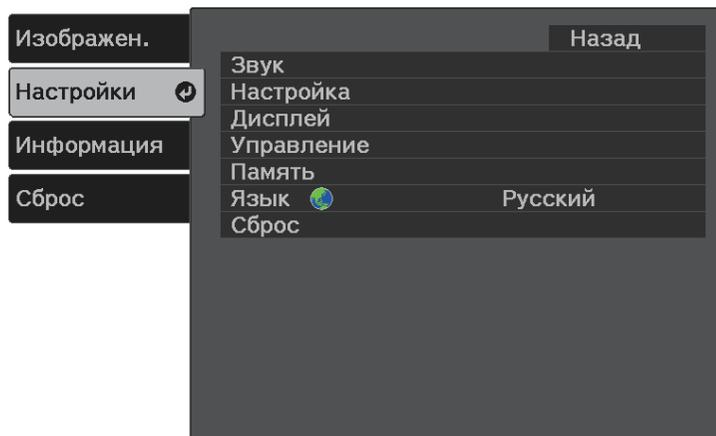 Изображен.
Настройки
Информация
Сброс
Назад
Звук
Настройка
Дисплей
Управление
Память
Язык Русский
Сброс